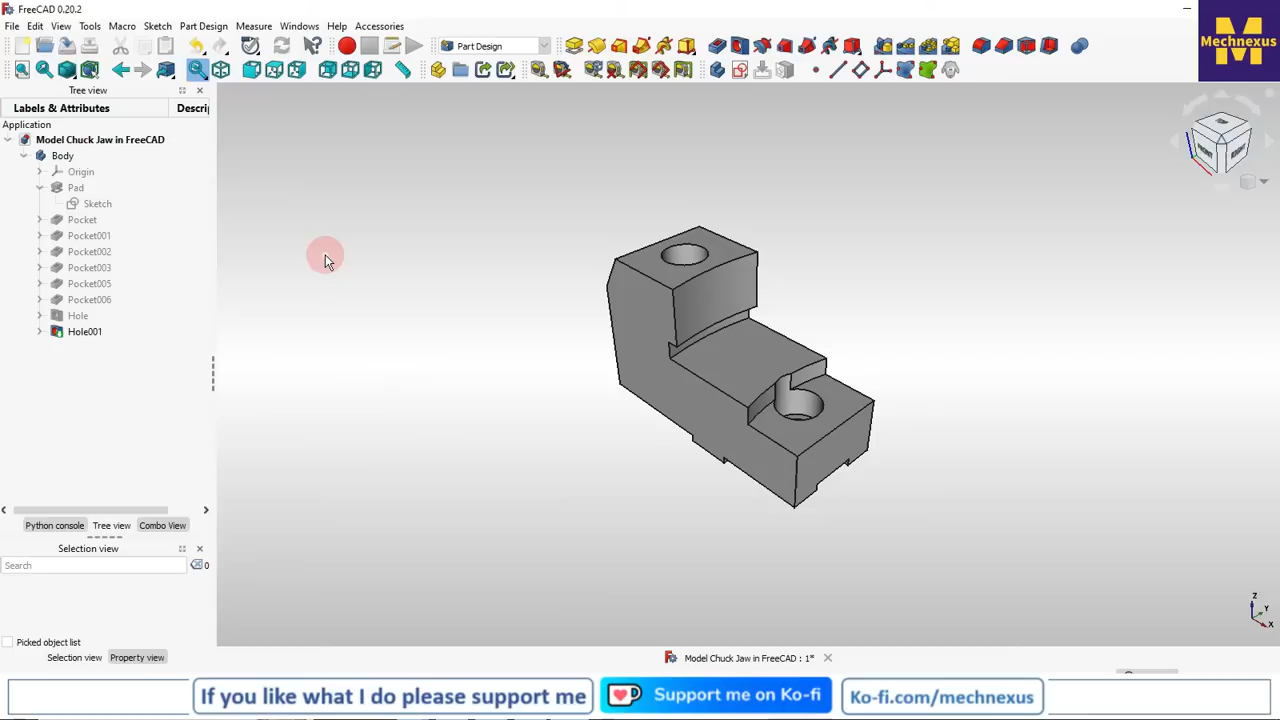 FreeCAD 0.20.2
File Edit View Tools Macro Sketch Part Design Measure Windows Help Accessories
Part Design
Mechnexus
Tree view
Labels & Attributes Descri
Application
Model Chuck Jaw in FreeCAD
Body
Origin
Pad
Sketch
Pocket
Pocket001
Pocket002
Pocket003
Pocket005
Pocket006
Hole
Hole001
FRONT RIGHT
Python console Tree view Combo View
Selection view
Search 0
Picked object list
Selection view Property view
Z
Y
X
Model Chuck Jaw in FreeCAD : 1*
If you like what I do please support me
Support me on Ko-fi
Ko-fi.com/mechnexus